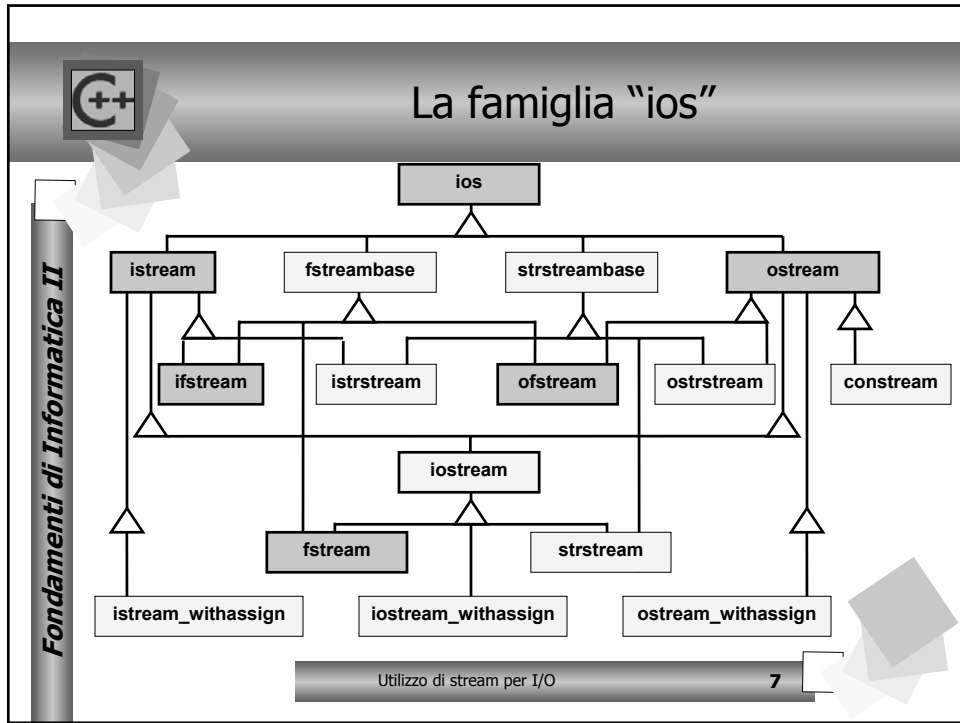 C++
La famiglia “ios”
Fondamenti di Informatica II
ios
istream fstreambase strstreambase ostream
ifstream istrstream ofstream ostrstream constream
iostream
fstream strstream
istream_withassign iostream_withassign ostream_withassign
Utilizzo di stream per I/O 7